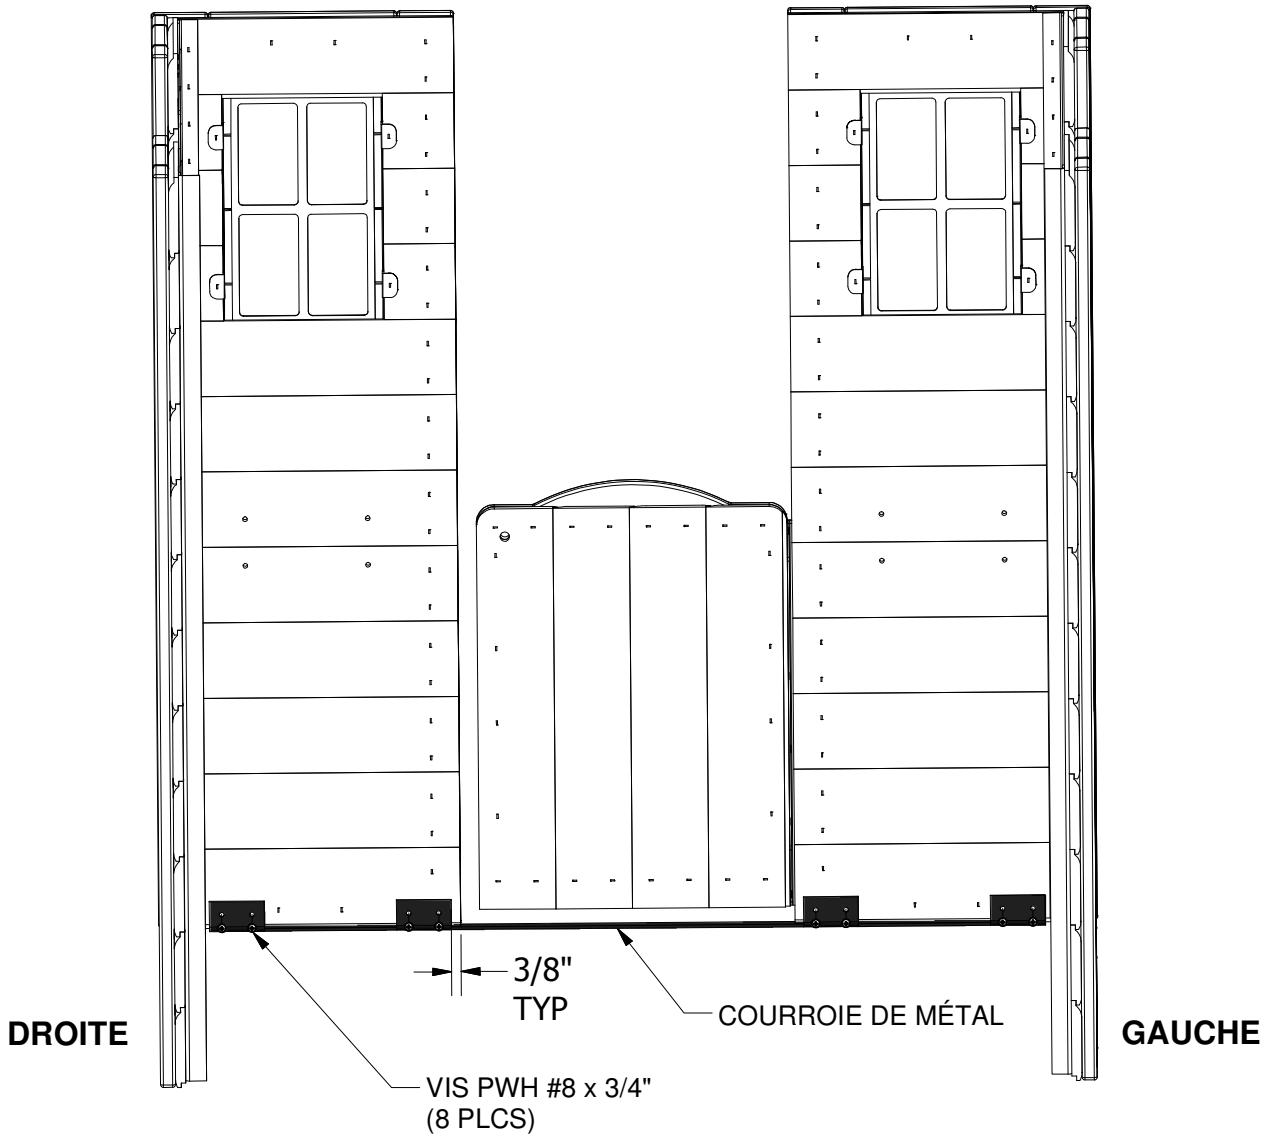 3/8"
TYP
COURROIE DE MÉTAL
DROITE
GAUCHE
VIS PWH #8 x 3/4"
(8 PLCS)